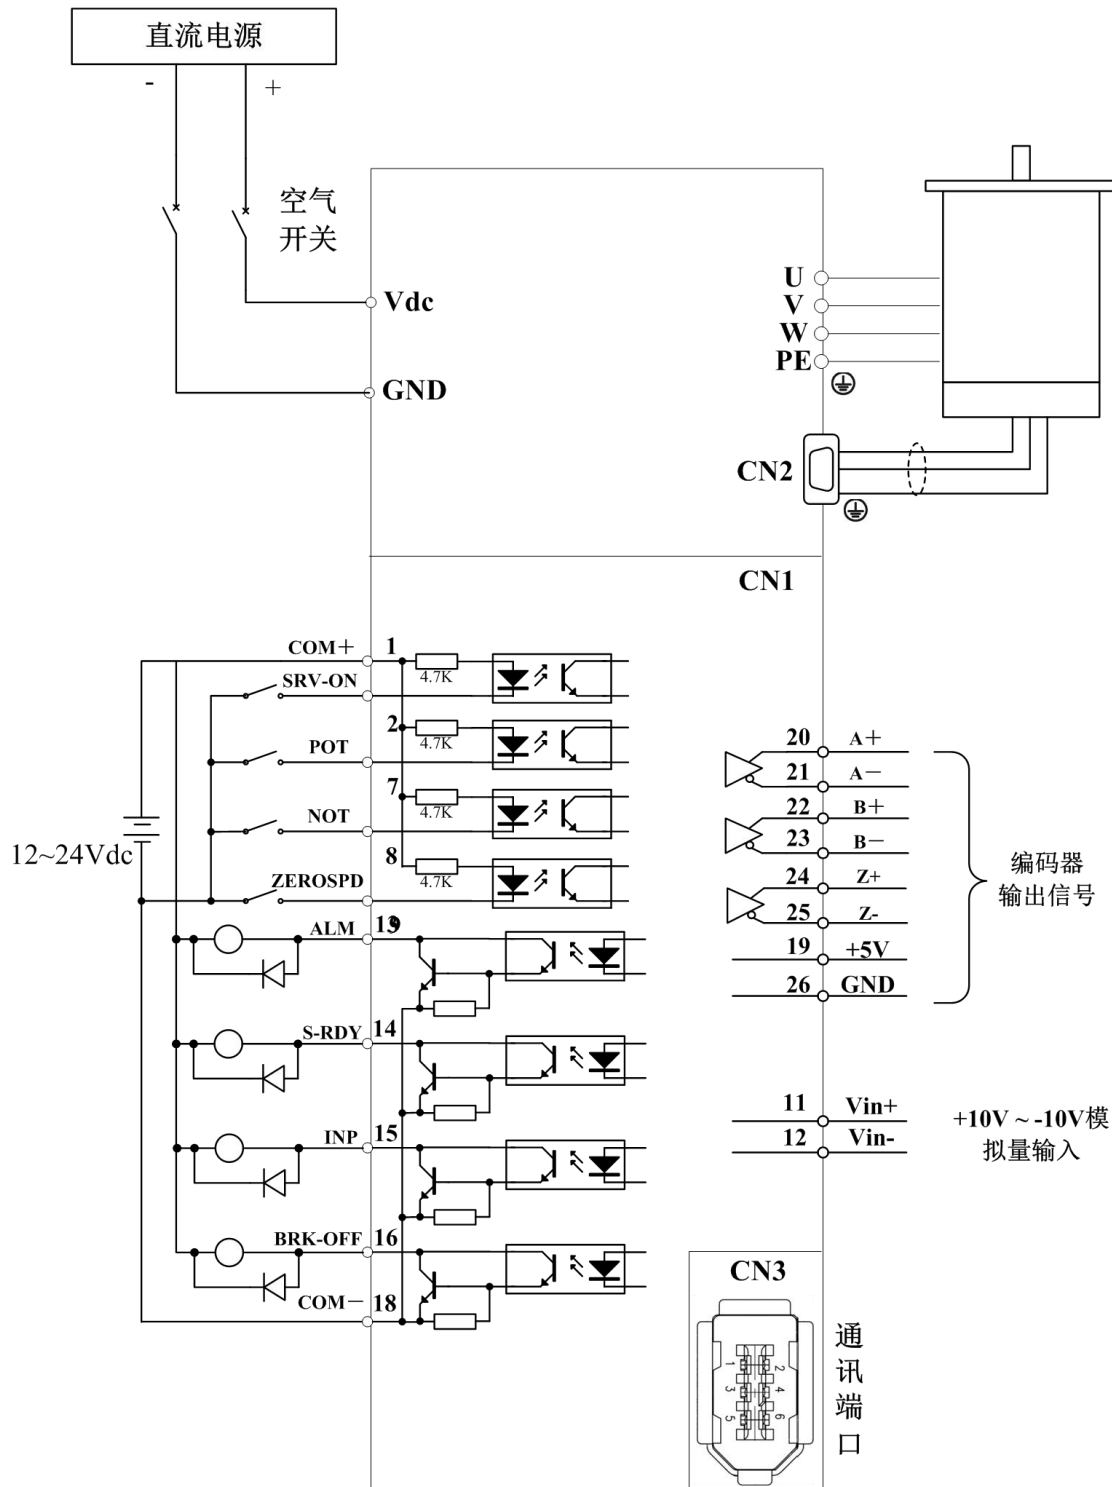 直流电源
-
+
空气
开关
Vdc
GND
U
V
W
PE
CN2
CN1
COM+ 1
4.7K
SRV-ON
2
4.7K
POT
7
4.7K
NOT
8
4.7K
ZEROSPD
12~24Vdc
ALM 13
9
S-RDY 14
INP 15
BRK-OFF 16
COM- 18
20 A+
21 A-
22 B+
23 B-
24 Z+
25 Z-
19 +5V
26 GND
编码器
输出信号
11 Vin+
12 Vin-
+10V ~ -10V模
拟量输入
CN3
1 2
3 4
5 6
通
讯
端
口